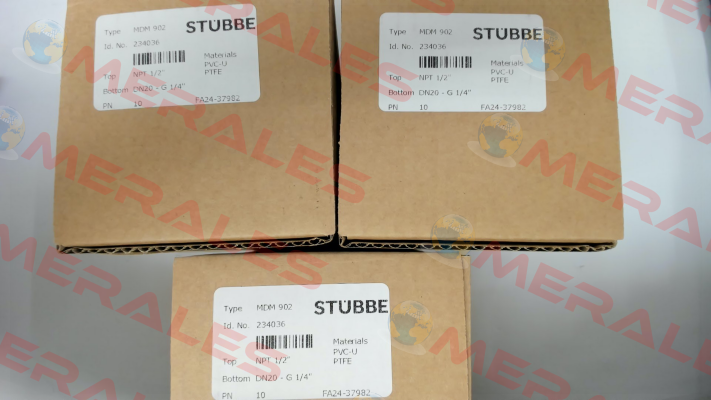 Type MDM 902 STÜBBE
Id. No. 234036
Materials
PVC-U
Top NPT 1/2" PTFE
Bottom DN20 - G 1/4"
PN 10 FA24-37982
Type MDM 902 STÜBBE
Id. No. 234036
Materials
PVC-U
Top NPT 1/2" PTFE
Bottom DN20 - G 1/4"
PN 10 FA24-37982
Type MDM 902 STÜBBE
Id. No. 234036
Materials
PVC-U
Top NPT 1/2" PTFE
Bottom DN20 - G 1/4"
PN 10 FA24-37982
MERALES
MERALES
MERALES
MERALES
MERALES
MERALES